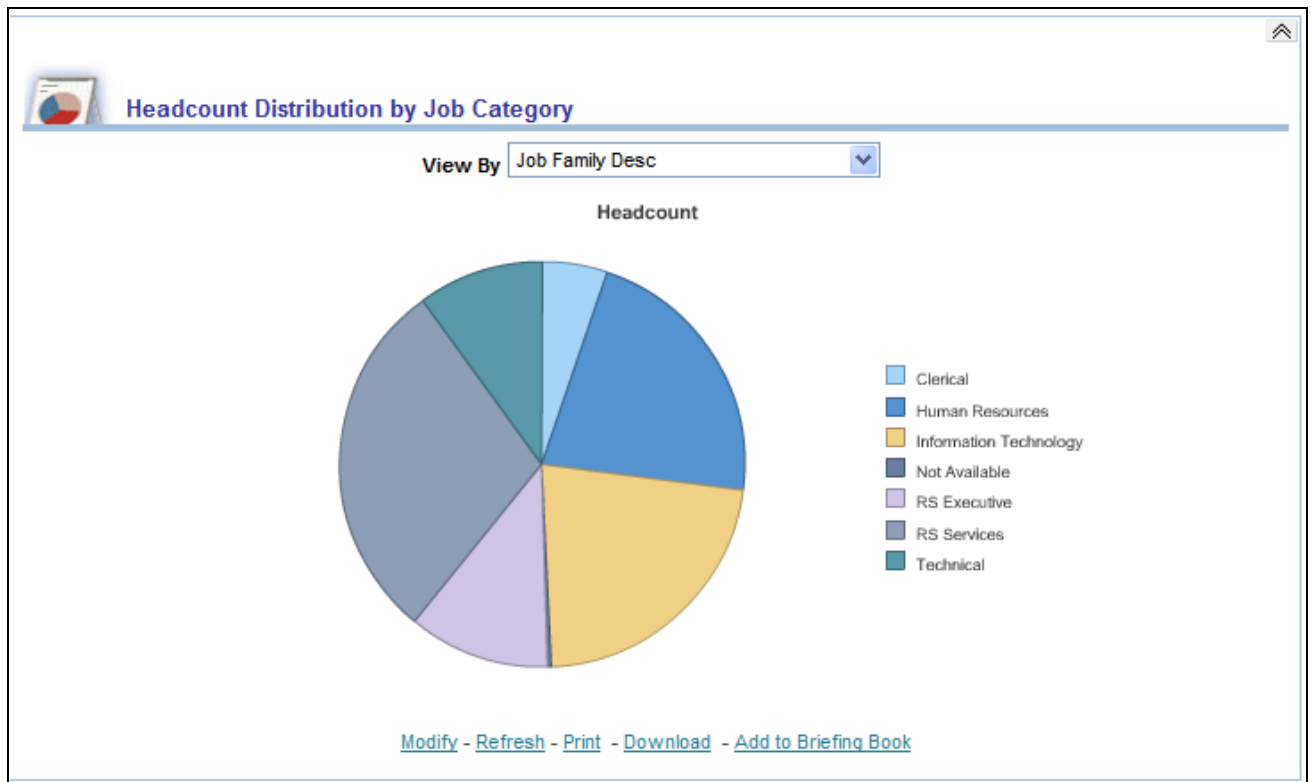 Headcount Distribution by Job Category
View By Job Family Desc
Headcount
Clerical
Human Resources
Information Technology
Not Available
RS Executive
RS Services
Technical
Modify - Refresh - Print - Download - Add to Briefing Book